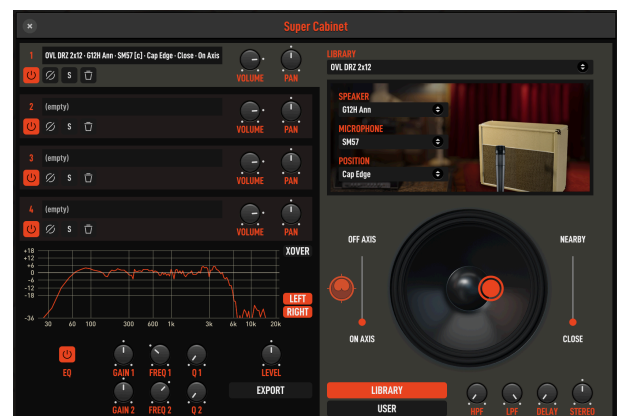 Super Cabinet
1 OVL DRZ 2x12 · G12H Ann · SM57 [c] · Cap Edge · Close · On Axis
S
VOLUME PAN
2 (empty)
S
VOLUME PAN
3 (empty)
S
VOLUME PAN
4 (empty)
S
VOLUME PAN
LIBRARY
OVL DRZ 2x12
SPEAKER
G12H Ann
MICROPHONE
SM57
POSITION
Cap Edge
+18
+12
+6
0
-6
-12
-18
-36
30 60 100 300 600 1k 3k 6k 10k 20k
XOVER
LEFT
RIGHT
EQ
GAIN 1 FREQ 1 Q 1 LEVEL
GAIN 2 FREQ 2 Q 2
EXPORT
OFF AXIS
ON AXIS
NEARBY
CLOSE
LIBRARY
USER
HPF LPF DELAY STEREO